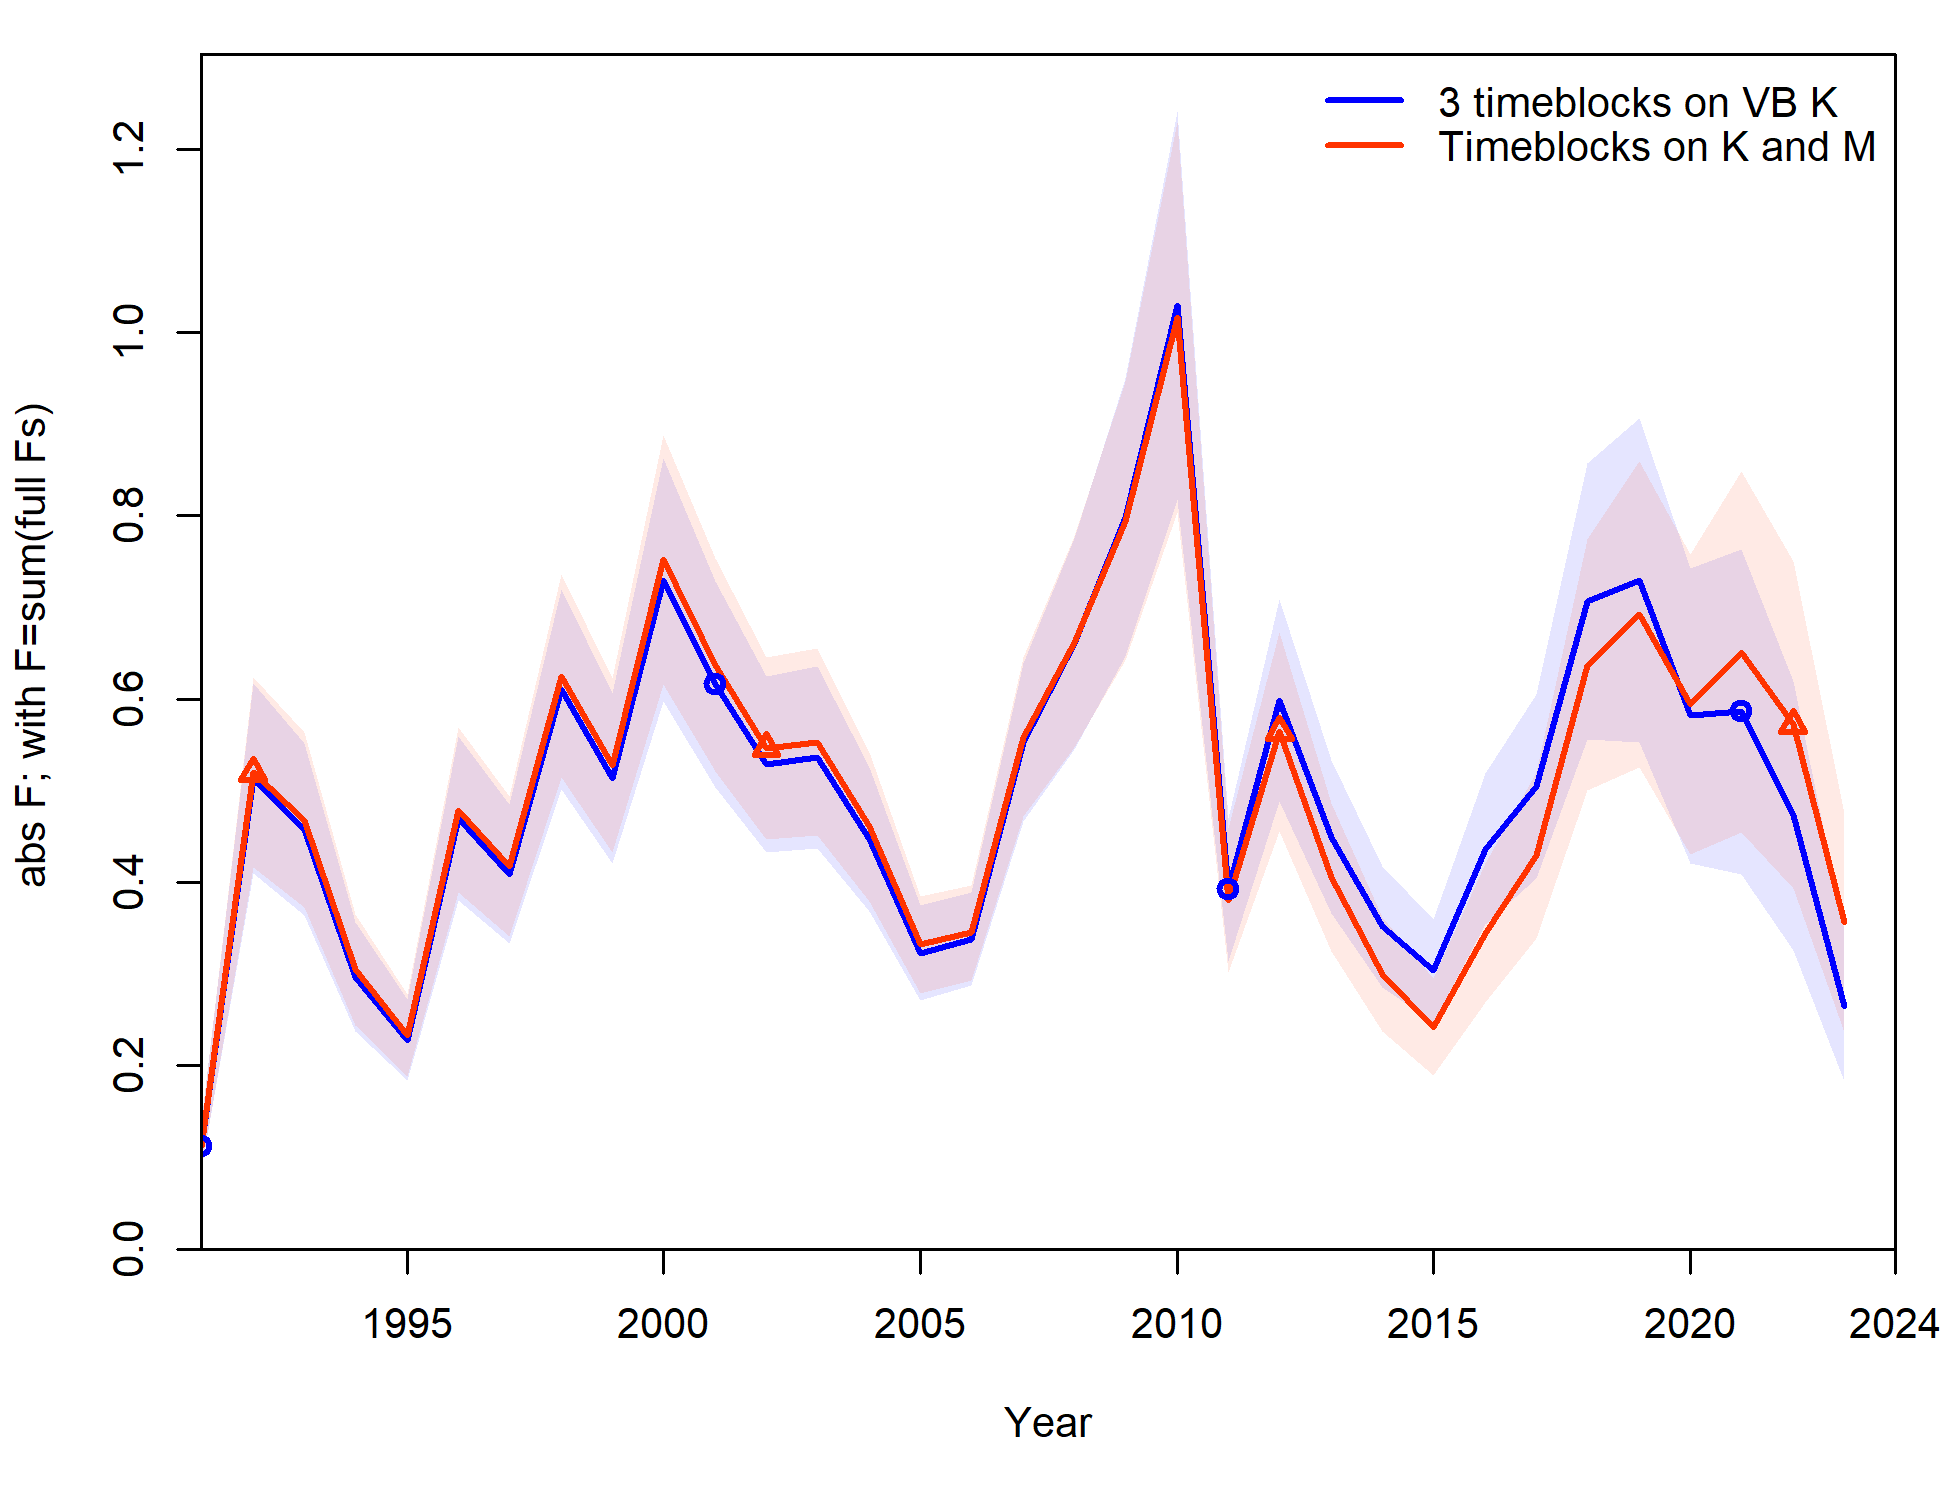 3 timeblocks on VB K
Timeblocks on K and M
abs F; with F=sum(full Fs)
1.2
1.0
0.8
0.6
0.4
0.2
0.0
1995 2000 2005 2010 2015 2020 2024
Year